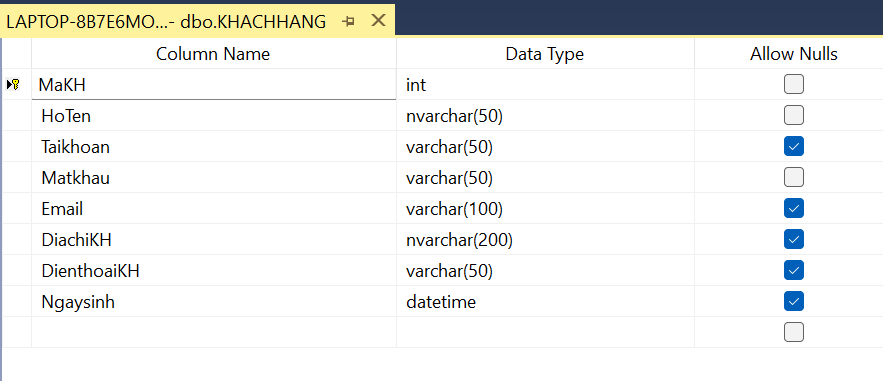 LAPTOP-8B7E6MO...- dbo.KHACHHANG
Column Name Data Type Allow Nulls
MaKH int
HoTen nvarchar(50)
Taikhoan varchar(50)
Matkhau varchar(50)
Email varchar(100)
DiachiKH nvarchar(200)
DienthoaiKH varchar(50)
Ngaysinh datetime